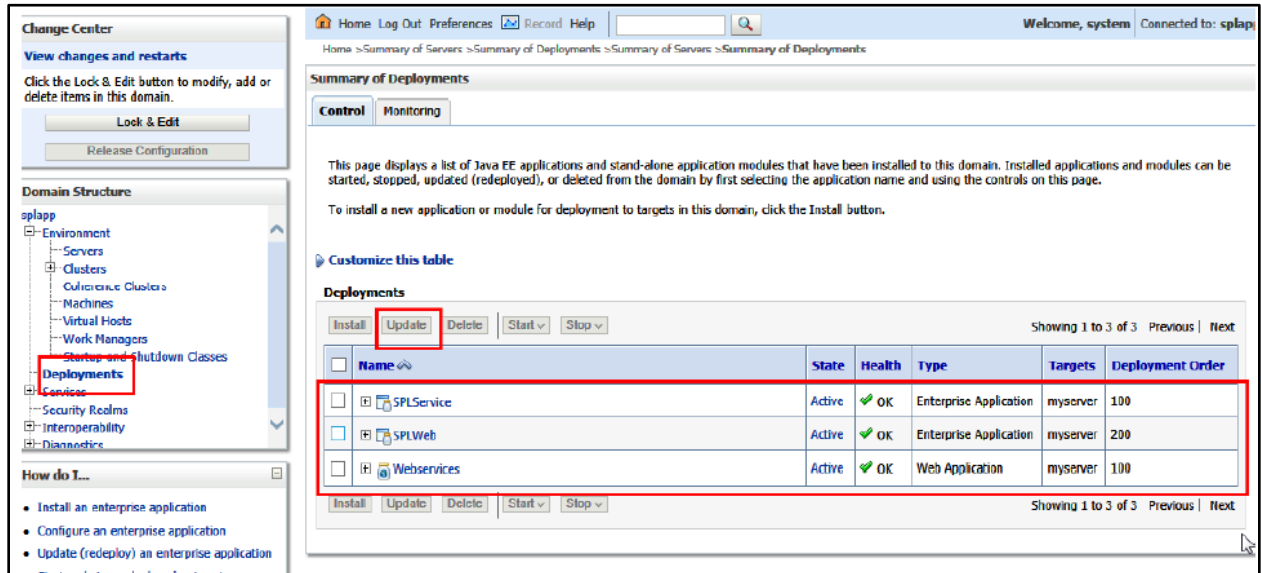 Change Center
View changes and restarts
Click the Lock & Edit button to modify, add or
delete items in this domain.
Lock & Edit
Release Configuration
Domain Structure
splapp
Environment
Servers
Clusters
Coherence Clusters
Machines
Virtual Hosts
Work Managers
Startup and Shutdown Classes
Deployments
Services
Security Realms
Interoperability
Diagnostics
How do I...
Install an enterprise application
Configure an enterprise application
Update (redeploy) an enterprise application
Home Log Out Preferences Record Help
Welcome, system Connected to: splapp
Home >Summary of Servers >Summary of Deployments >Summary of Servers >Summary of Deployments
Summary of Deployments
Control Monitoring
This page displays a list of Java EE applications and stand-alone application modules that have been installed to this domain. Installed applications and modules can be
started, stopped, updated (redeployed), or deleted from the domain by first selecting the application name and using the controls on this page.
To install a new application or module for deployment to targets in this domain, click the Install button.
Customize this table
Deployments
Install Update Delete Start Stop Showing 1 to 3 of 3 Previous | Next
Name State Health Type Targets Deployment Order
SPLService Active OK Enterprise Application myserver 100
SPLWeb Active OK Enterprise Application myserver 200
Webservices Active OK Web Application myserver 100
Install Update Delete Start Stop Showing 1 to 3 of 3 Previous | Next